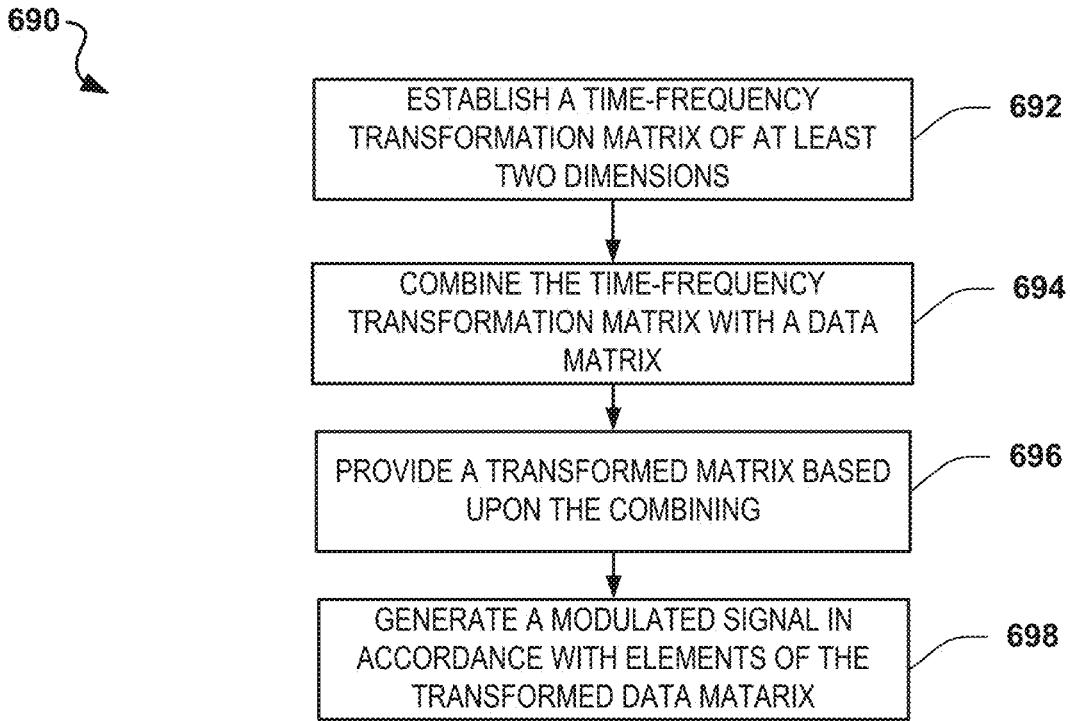 690
ESTABLISH A TIME-FREQUENCY
TRANSFORMATION MATRIX OF AT LEAST
TWO DIMENSIONS
692
COMBINE THE TIME-FREQUENCY
TRANSFORMATION MATRIX WITH A DATA
MATRIX
694
PROVIDE A TRANSFORMED MATRIX BASED
UPON THE COMBINING
696
GENERATE A MODULATED SIGNAL IN
ACCORDANCE WITH ELEMENTS OF THE
TRANSFORMED DATA MATARIX
698